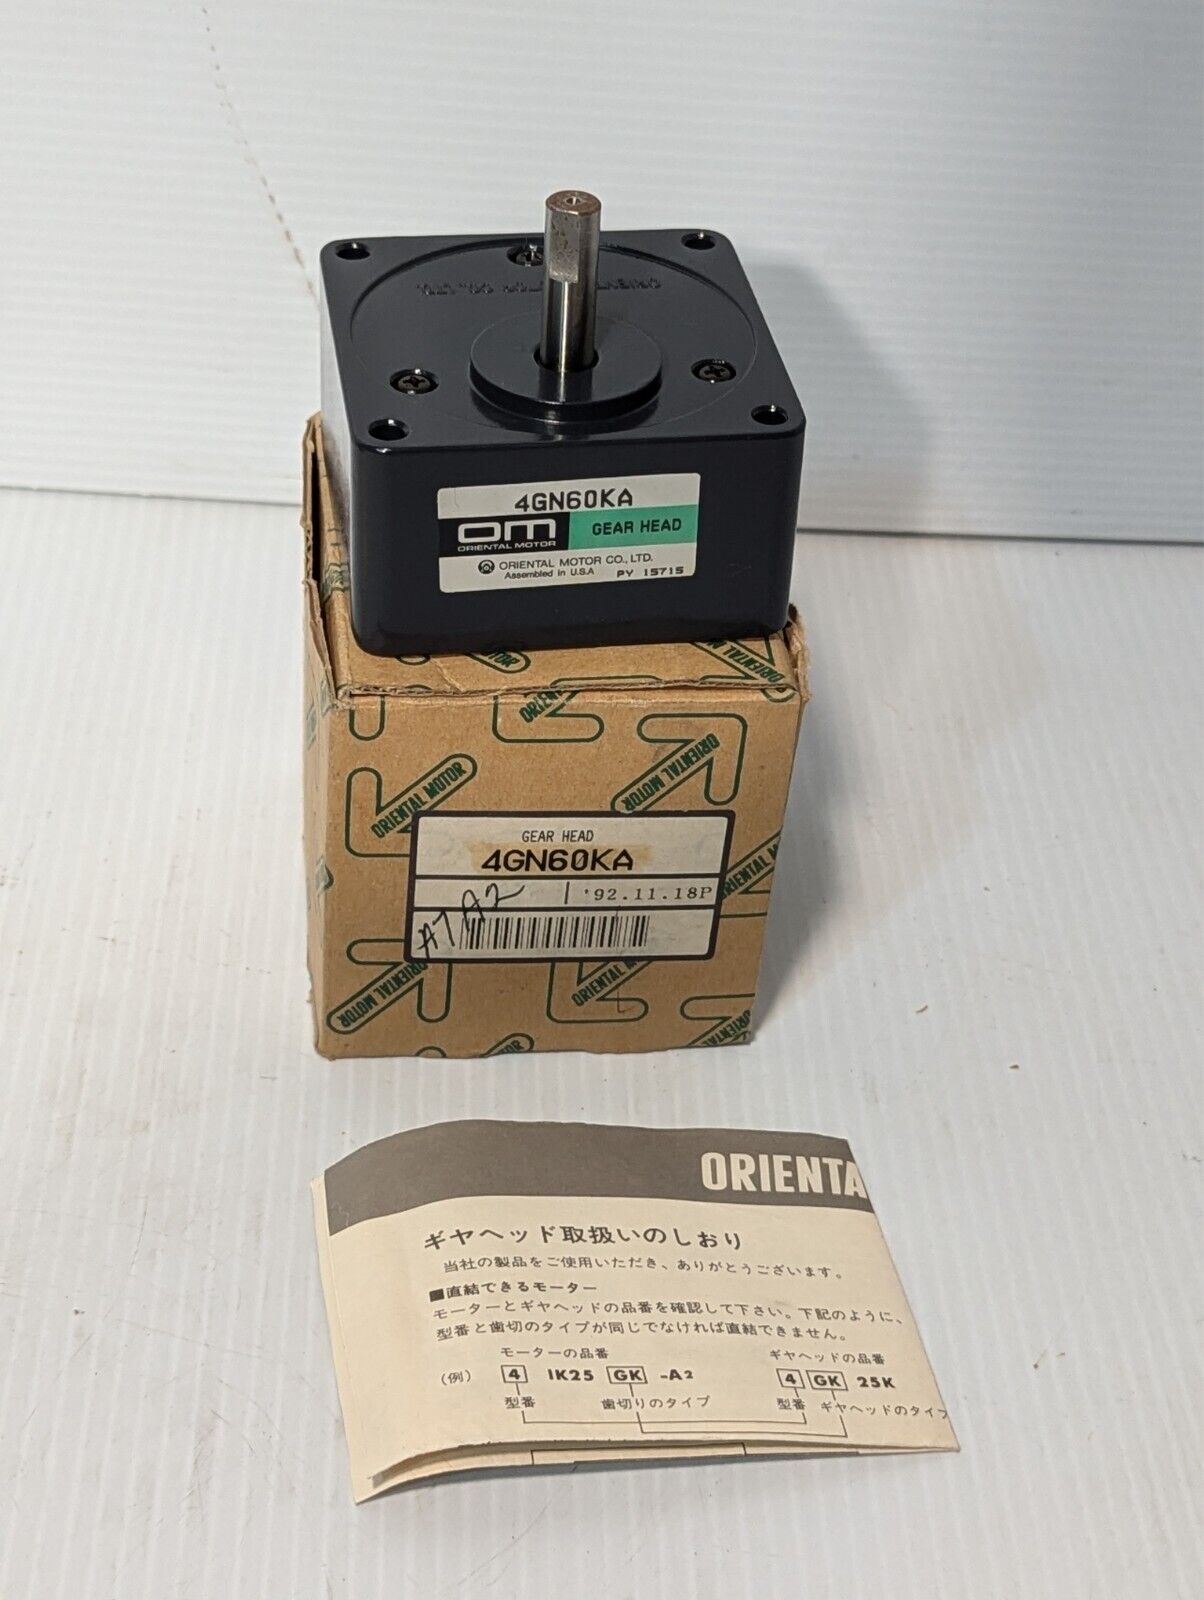 ORIENTAL MOTOR CO., LTD.
4GN60KA
OM
ORIENTAL MOTOR
GEAR HEAD
ORIENTAL MOTOR CO., LTD.
Assembled in U.S.A PY 15715
MOTOR
ORIENTAL MOTOR
ORIENTAL MOTOR
GEAR HEAD
4GN60KA
A7A2 '92.11.18P
ORIENTAL MOTOR
ORIENTAL
ORIENTA
ギヤヘッド取扱いのしおり
当社の製品をご使用いただき、ありがとうございます。
■直結できるモーター
モーターとギヤヘッドの品番を確認して下さい。下記のように、
型番と歯切のタイプが同じでなければ直結できません。
モーターの品番 ギヤヘッドの品番
(例) 4 IK25 GK -A2 4 GK 25K
型番 歯切りのタイプ 型番 ギヤヘッドのタイプ